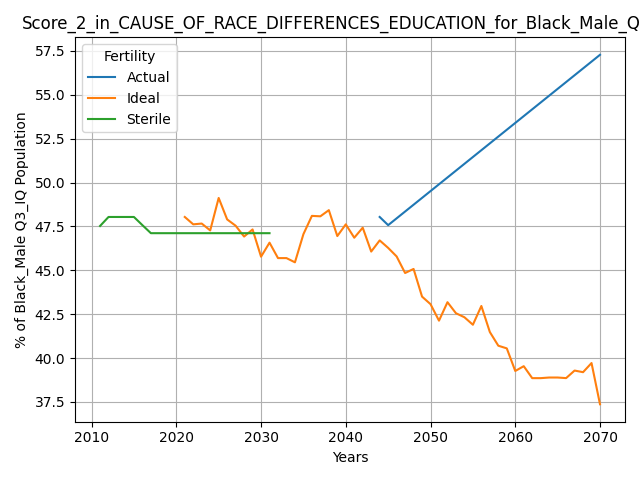 Score_2_in_CAUSE_OF_RACE_DIFFERENCES_EDUCATION_for_Black_Male_Q
Fertility
Actual
Ideal
Sterile
57.5
55.0
52.5
50.0
47.5
45.0
42.5
40.0
37.5
% of Black_Male Q3_IQ Population
2010 2020 2030 2040 2050 2060 2070
Years